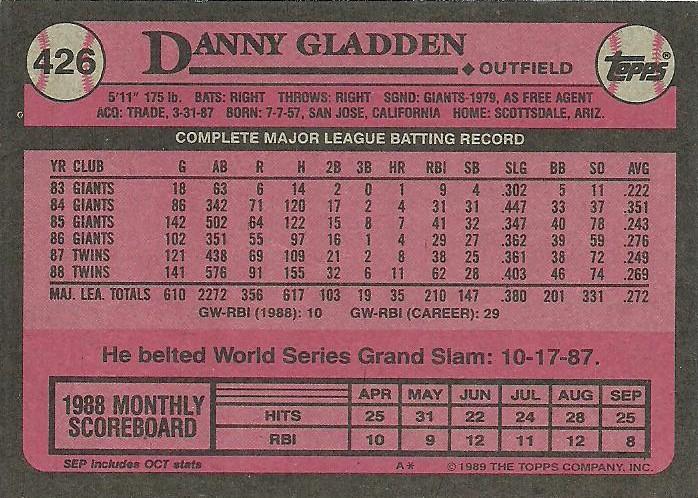 426
DANNY GLADDEN
◆ OUTFIELD
Topps®
5'11" 175 lb. BATS: RIGHT THROWS: RIGHT SGND: GIANTS-1979, AS FREE AGENT
ACQ: TRADE, 3-31-87 BORN: 7-7-57, SAN JOSE, CALIFORNIA HOME: SCOTTSDALE, ARIZ.
COMPLETE MAJOR LEAGUE BATTING RECORD
YR CLUB G AB R H 2B 3B HR RBI SB SLG BB SO AVG
83 GIANTS 18 63 6 14 2 0 1 9 4 .302 5 11 .222
84 GIANTS 86 342 71 120 17 2 4 31 31 .447 33 37 .351
85 GIANTS 142 502 64 122 15 8 7 41 32 .347 40 78 .243
86 GIANTS 102 351 55 97 16 1 4 29 27 .362 39 59 .276
87 TWINS 121 438 69 109 21 2 8 38 25 .361 38 72 .249
88 TWINS 141 576 91 155 32 6 11 62 28 .403 46 74 .269
MAJ. LEA. TOTALS 610 2272 356 617 103 19 35 210 147 .380 201 331 .272
GW-RBI (1988): 10 GW-RBI (CAREER): 29
He belted World Series Grand Slam: 10-17-87.
1988 MONTHLY SCOREBOARD
APR MAY JUN JUL AUG SEP
HITS 25 31 22 24 28 25
RBI 10 9 12 11 12 8
SEP includes OCT stats
A* © 1989 THE TOPPS COMPANY, INC.